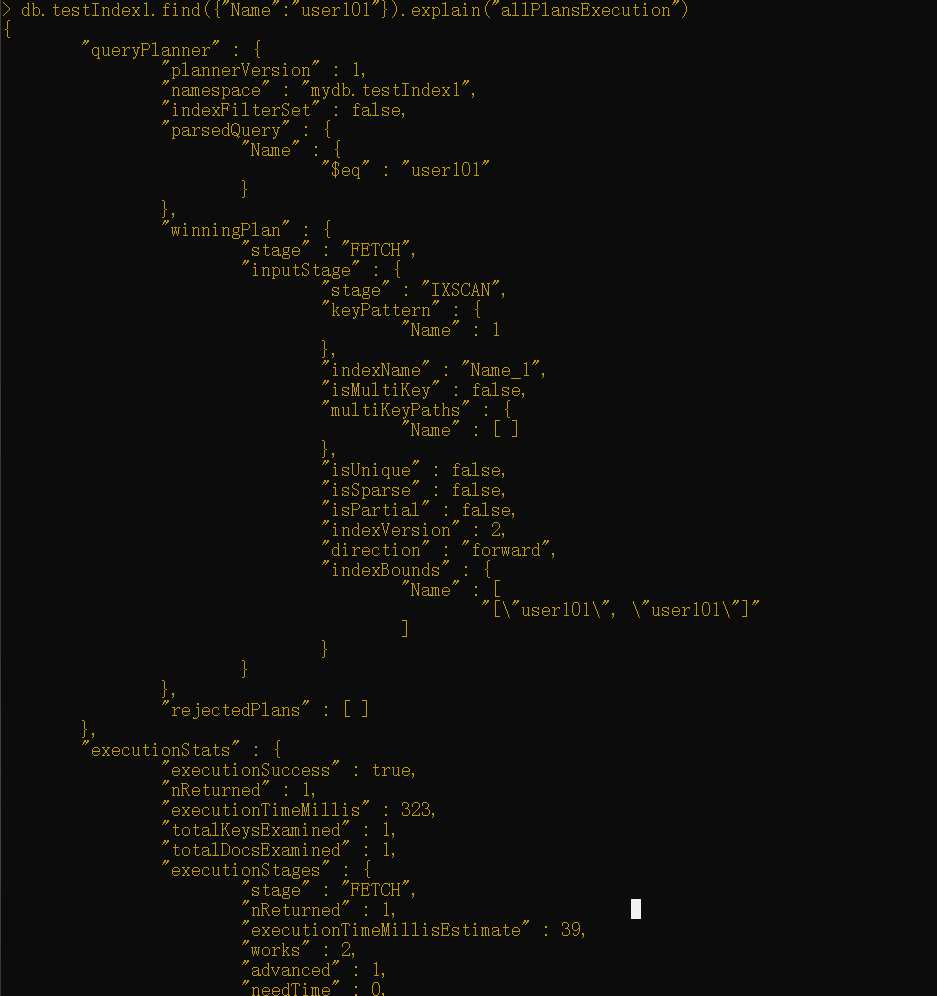 > db.testIndex1.find({"Name":"user101"}).explain("allPlansExecution")
{
        "queryPlanner" : {
                "plannerVersion" : 1,
                "namespace" : "mydb.testIndex1",
                "indexFilterSet" : false,
                "parsedQuery" : {
                        "Name" : {
                                "$eq" : "user101"
                        }
                },
                "winningPlan" : {
                        "stage" : "FETCH",
                        "inputStage" : {
                                "stage" : "IXSCAN",
                                "keyPattern" : {
                                        "Name" : 1
                                },
                                "indexName" : "Name_1",
                                "isMultiKey" : false,
                                "multiKeyPaths" : {
                                        "Name" : [ ]
                                },
                                "isUnique" : false,
                                "isSparse" : false,
                                "isPartial" : false,
                                "indexVersion" : 2,
                                "direction" : "forward",
                                "indexBounds" : {
                                        "Name" : [
                                                "[\"user101\", \"user101\"]"
                                        ]
                                }
                        }
                },
                "rejectedPlans" : [ ]
        },
        "executionStats" : {
                "executionSuccess" : true,
                "nReturned" : 1,
                "executionTimeMillis" : 323,
                "totalKeysExamined" : 1,
                "totalDocsExamined" : 1,
                "executionStages" : {
                        "stage" : "FETCH",
                        "nReturned" : 1,
                        "executionTimeMillisEstimate" : 39,
                        "works" : 2,
                        "advanced" : 1,
                        "needTime" : 0,